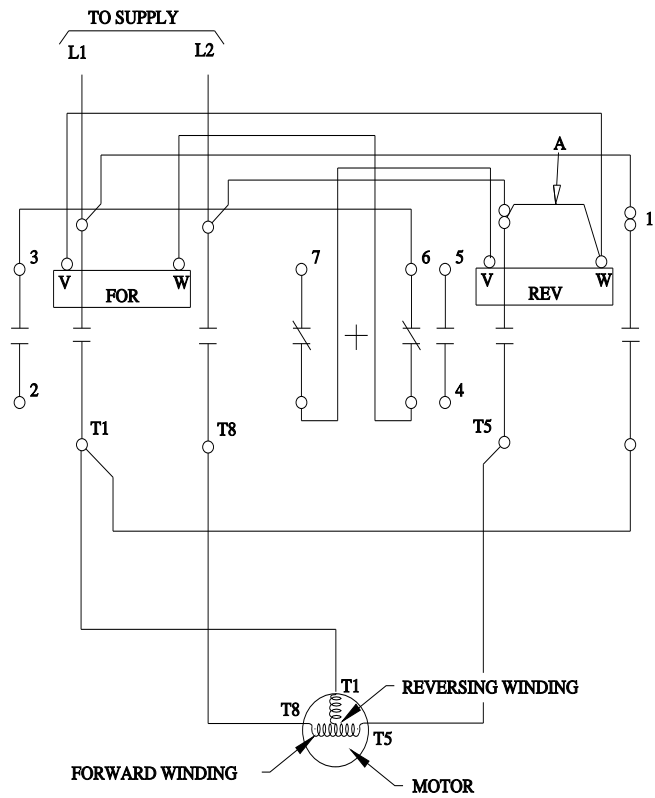 TO SUPPLY
L1
L2
A
1
3
7
6
5
V
W
FOR
V
W
REV
2
4
T1
T8
T5
T1
REVERSING WINDING
T8
T5
FORWARD WINDING
MOTOR